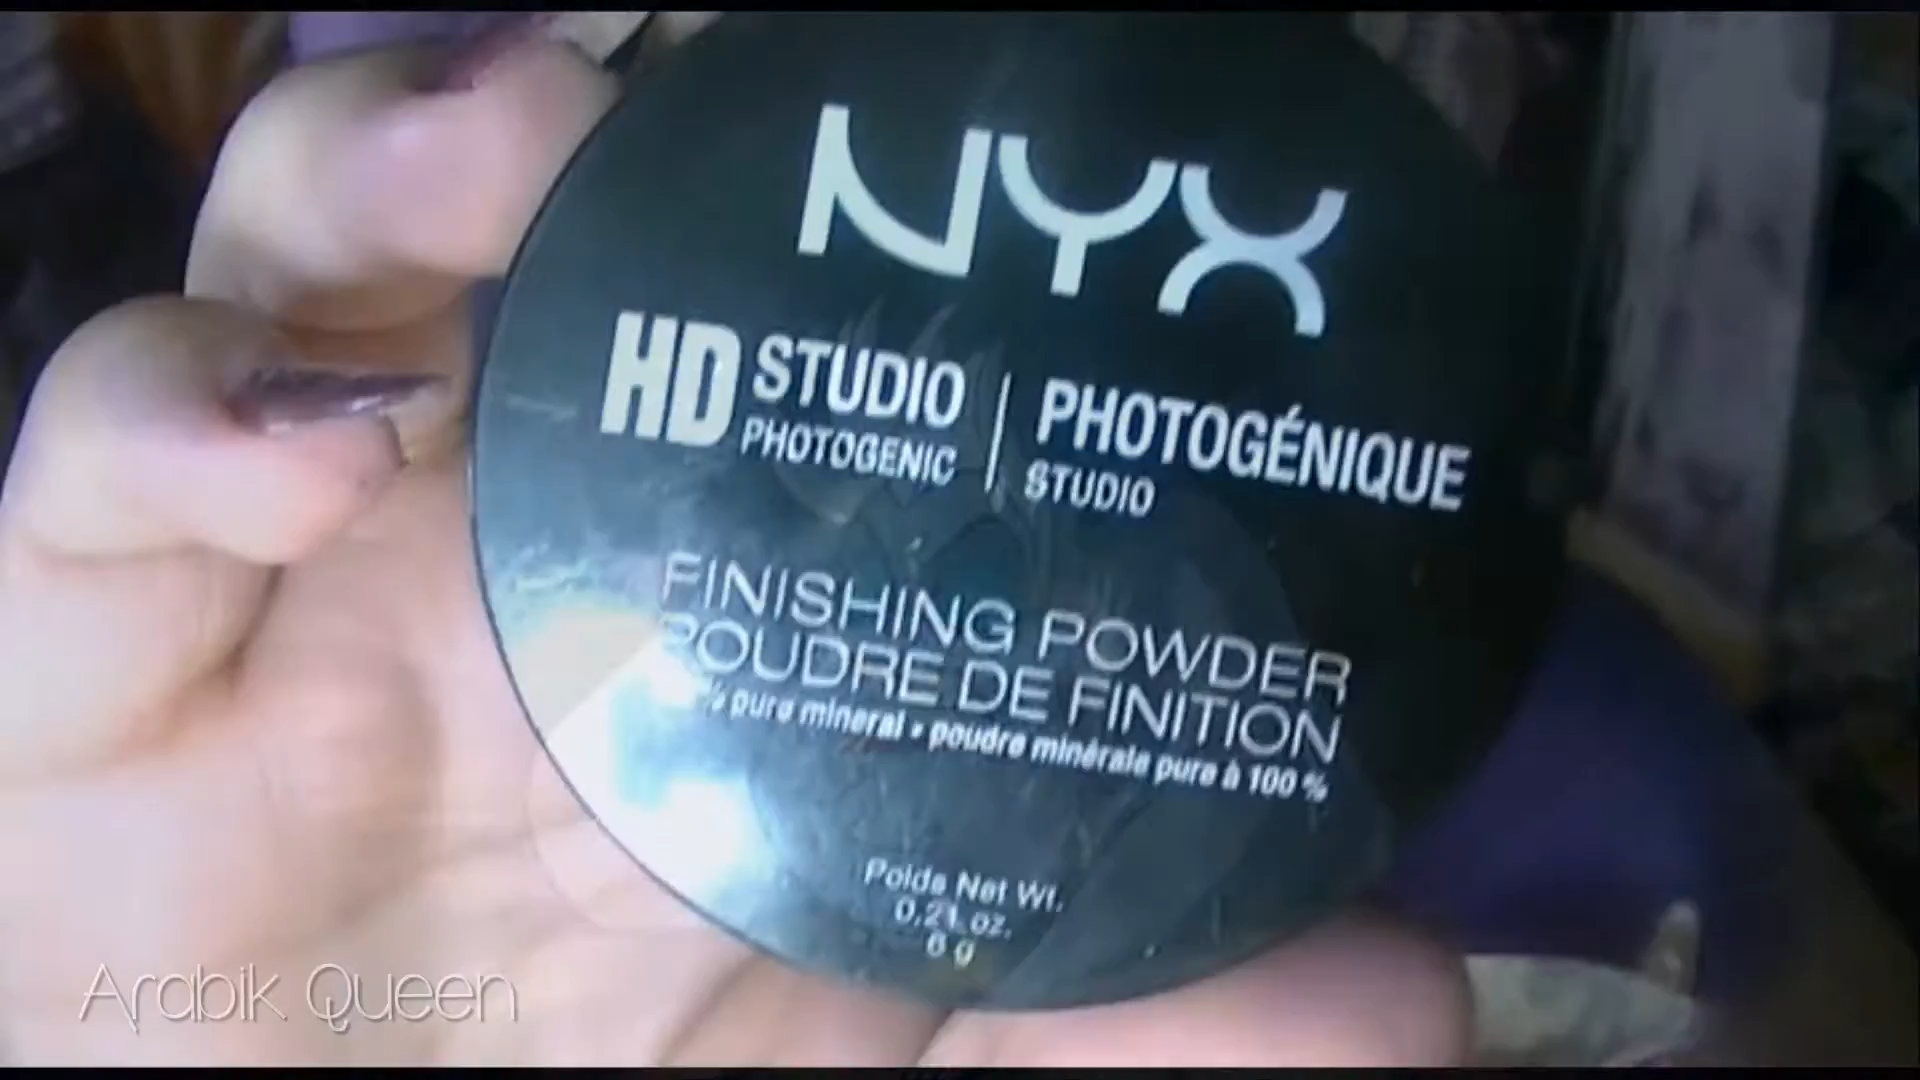 NYX
HD STUDIO PHOTOGENIC | PHOTOGÉNIQUE STUDIO
FINISHING POWDER
POUDRE DE FINITION
% pure mineral • poudre minérale pure à 100 %
Poids Net Wt.
0.21 oz.
6 g
Arabik Queen